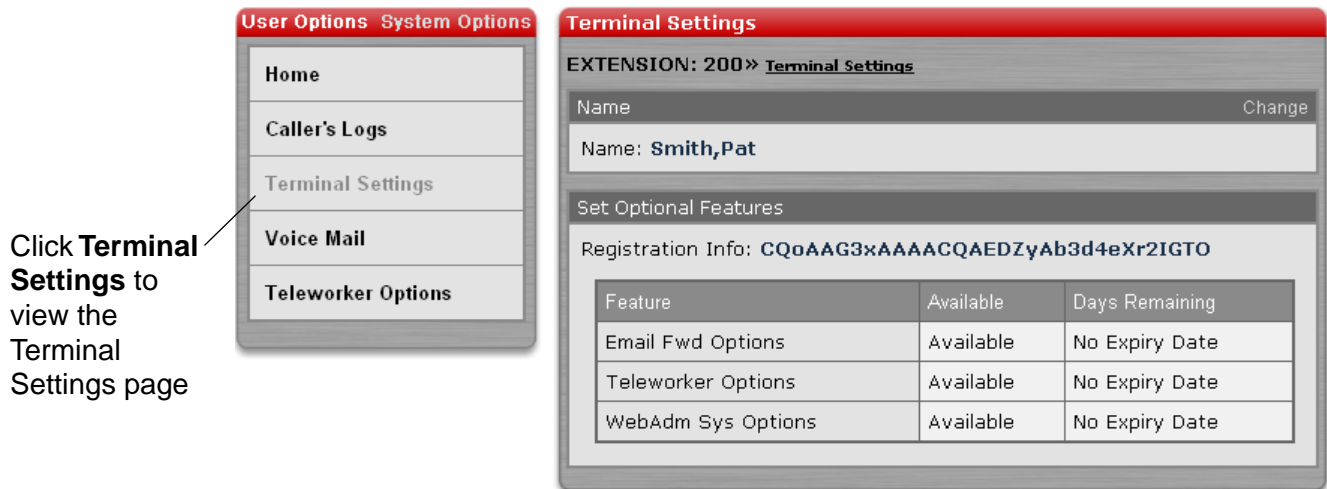 User Options System Options
Home
Caller's Logs
Terminal Settings
Voice Mail
Teleworker Options
Click Terminal
Settings to
view the
Terminal
Settings page
Terminal Settings
EXTENSION: 200» Terminal Settings
Name Change
Name: Smith,Pat
Set Optional Features
Registration Info: CQoAAG3xAAAACQAEDZyAb3d4eXr2IGTO
Feature Available Days Remaining
Email Fwd Options Available No Expiry Date
Teleworker Options Available No Expiry Date
WebAdm Sys Options Available No Expiry Date